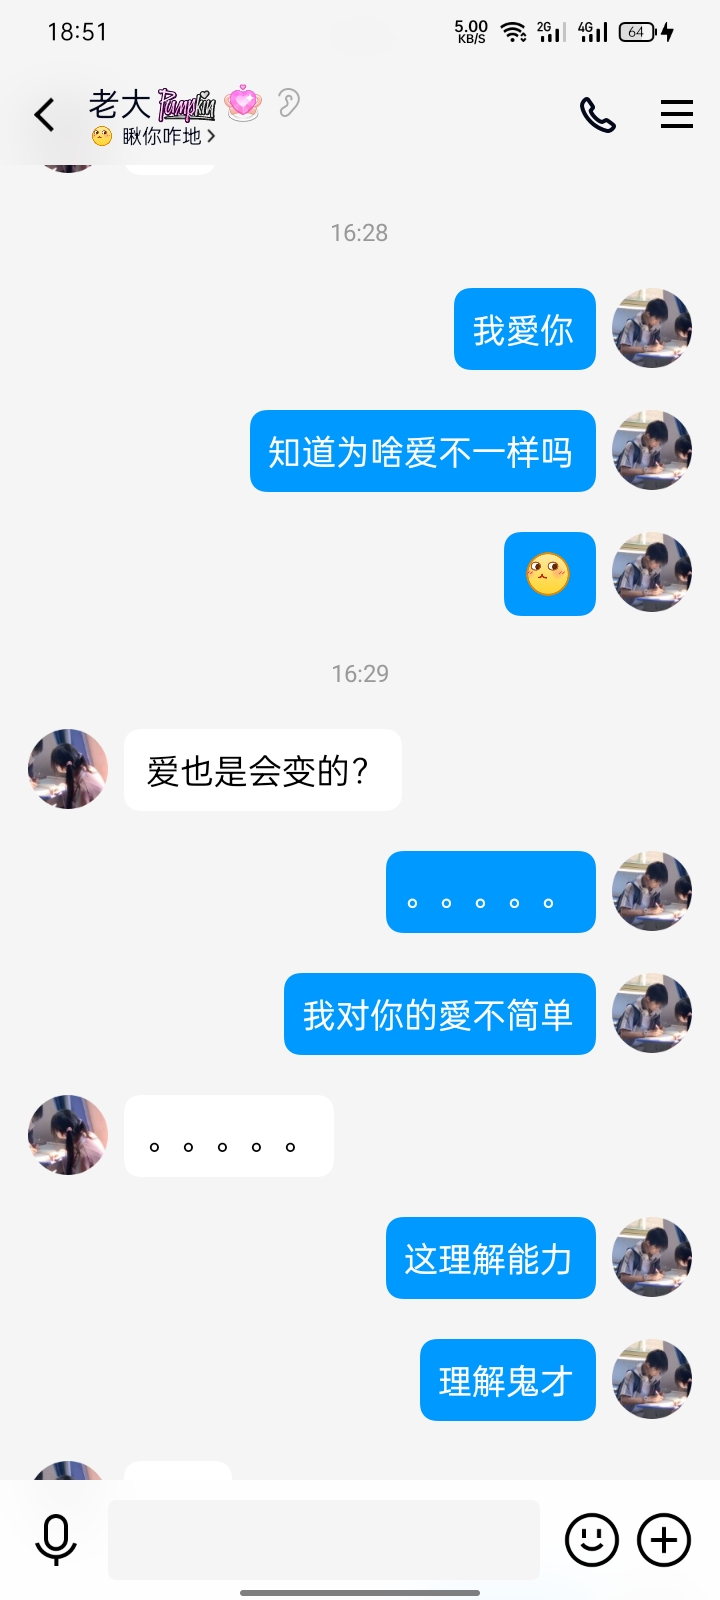 18:51
5.00 KB/S 2G 4G 64
老大 Pumpkin
瞅你咋地
16:28
我愛你
知道为啥爱不一样吗
16:29
爱也是会变的？
。。。。。
我对你的愛不简单
。。。。。
这理解能力
理解鬼才